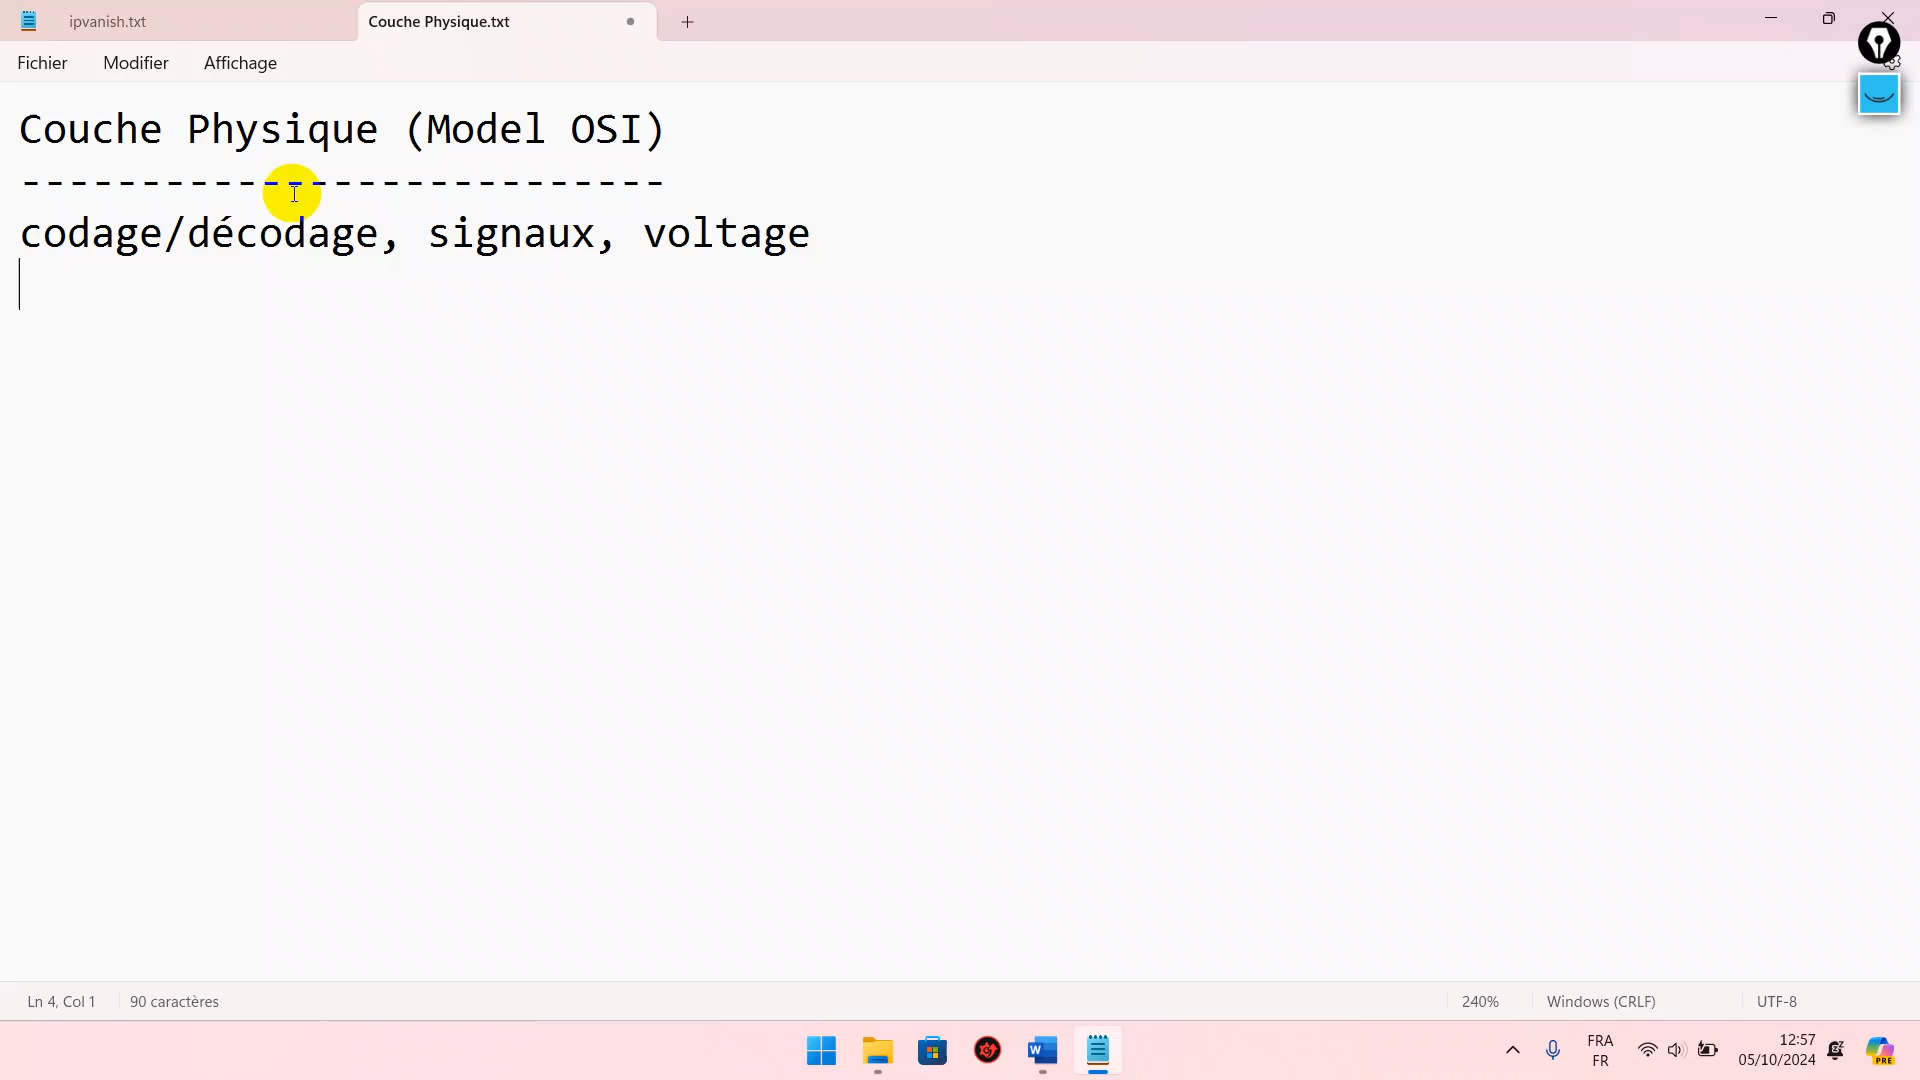 ipvanish.txt
Couche Physique.txt
Fichier Modifier Affichage
Couche Physique (Model OSI)
---------------------------
codage/décodage, signaux, voltage
Ln 4, Col 1 90 caractères 240% Windows (CRLF) UTF-8
W
FRA
FR
12:57
05/10/2024
PRE